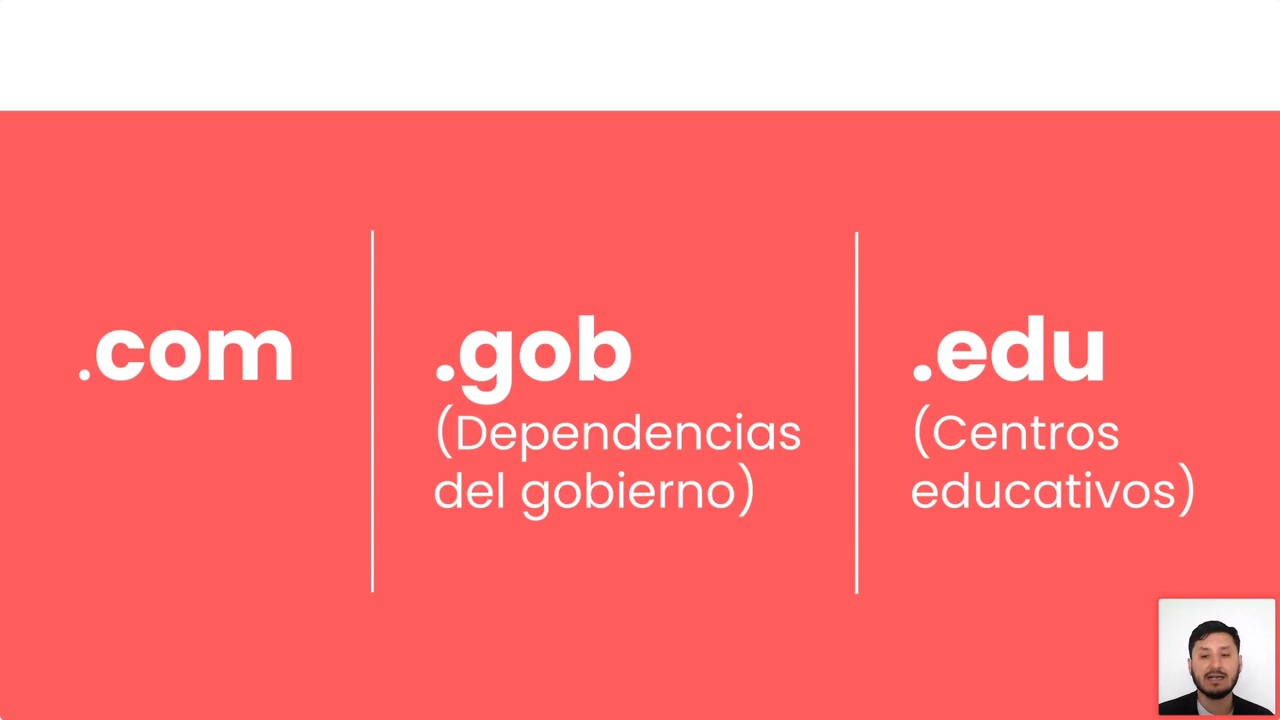 .com
.gob
(Dependencias
del gobierno)
.edu
(Centros
educativos)